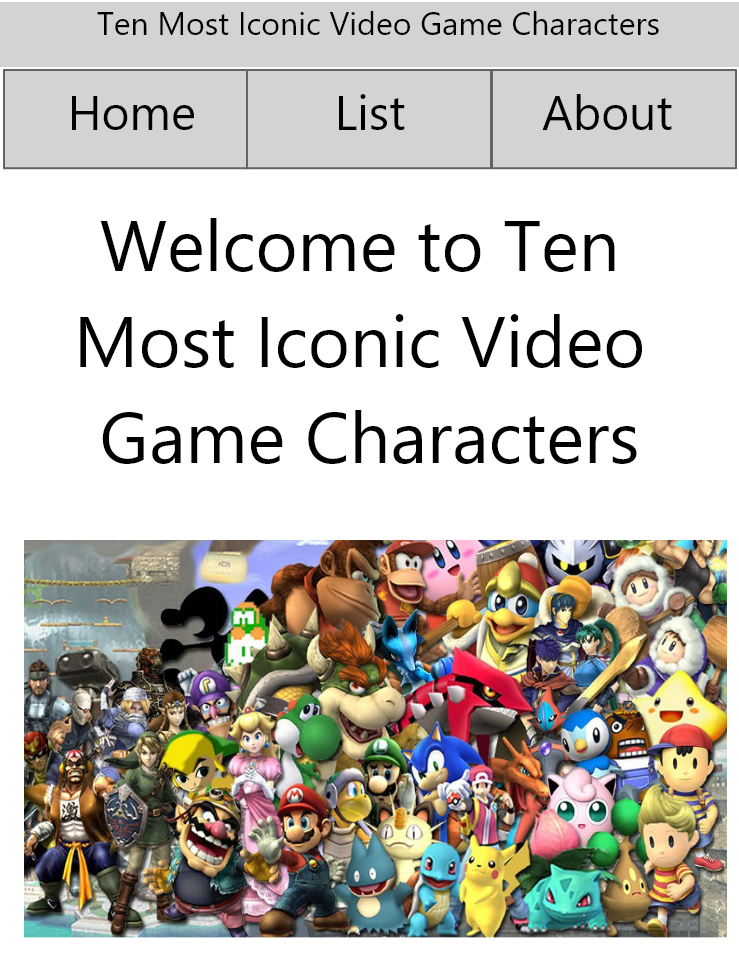 Ten Most Iconic Video Game Characters
Home
List
About
Welcome to Ten
Most Iconic Video
Game Characters